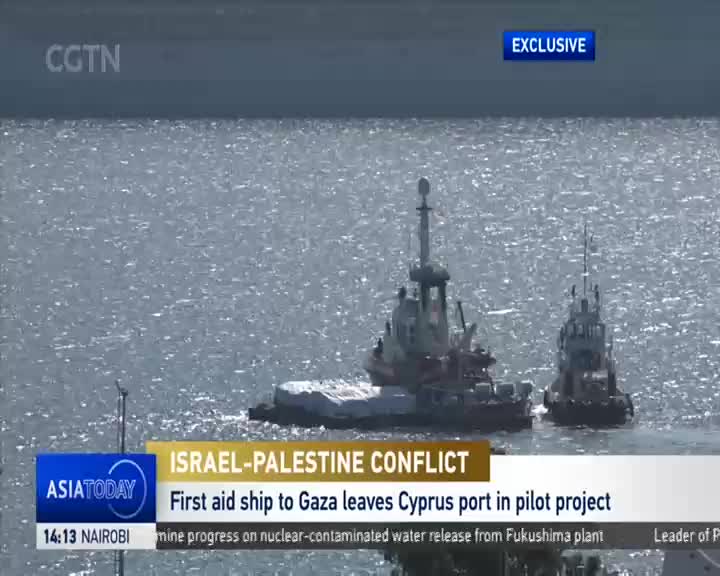 CGTN
EXCLUSIVE
ISRAEL-PALESTINE CONFLICT
ASIATODAY
First aid ship to Gaza leaves Cyprus port in pilot project
14:13 NAIROBI
mine progress on nuclear-contaminated water release from Fukushima plant
Leader of P